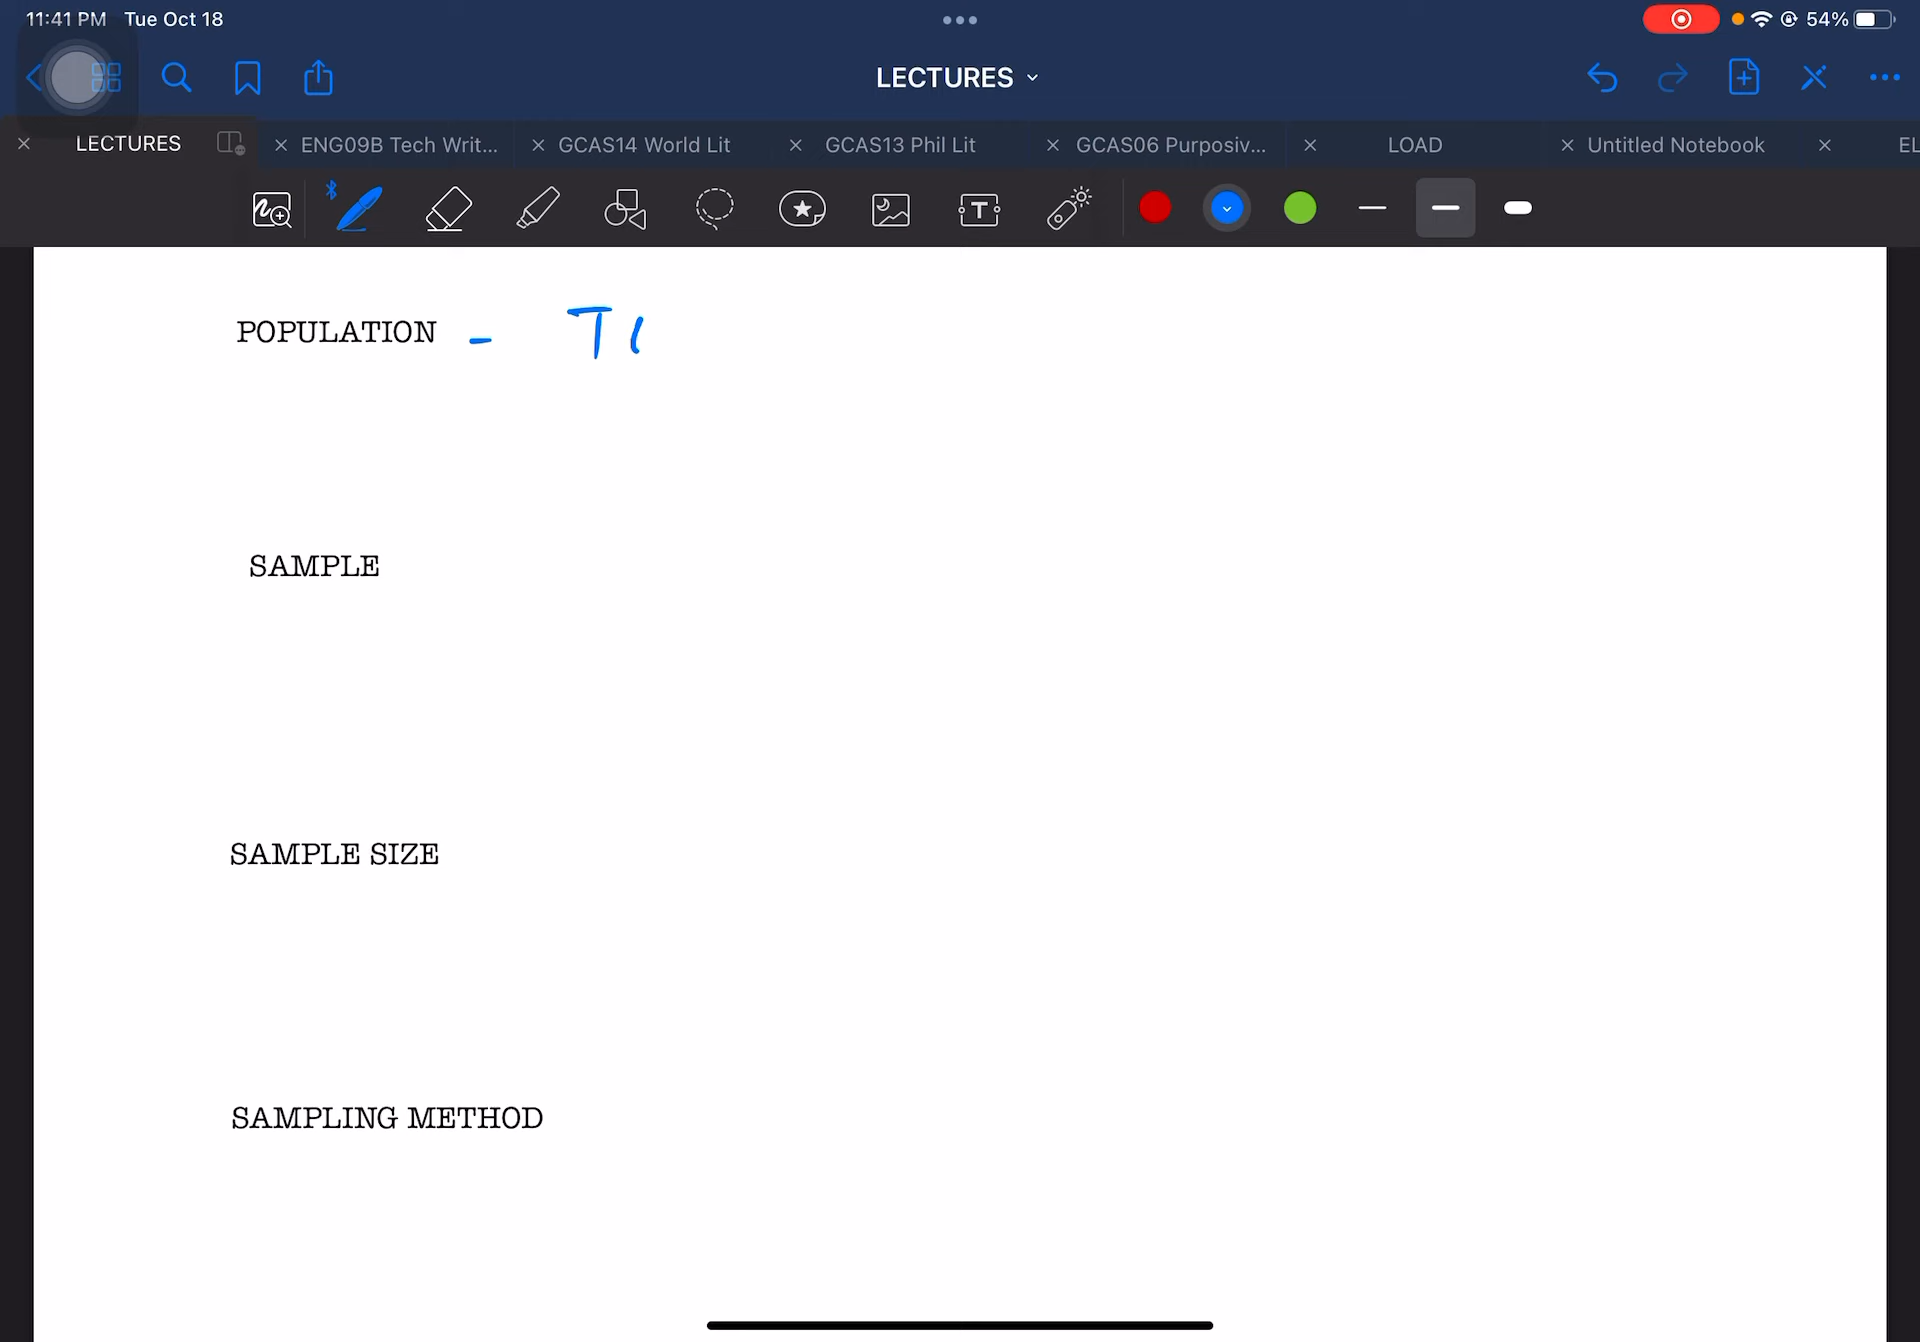 11:41 PM Tue Oct 18 54%
LECTURES
LECTURES ENG09B Tech Writ... GCAS14 World Lit GCAS13 Phil Lit GCAS06 Purposiv... LOAD Untitled Notebook EL
POPULATION - T
SAMPLE
SAMPLE SIZE
SAMPLING METHOD